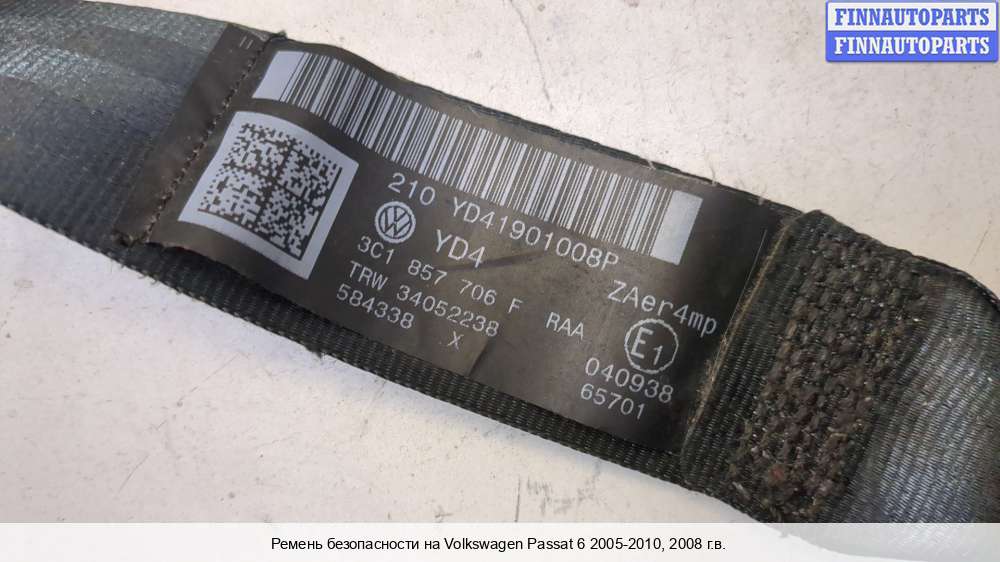 FINNAUTOPARTS
FINNAUTOPARTS
210 YD41901008P
YD4 ZAer4mp
3C1 857 706 F RAA E1
TRW 34052238 040938
584338 X 65701
Ремень безопасности на Volkswagen Passat 6 2005-2010, 2008 г.в.